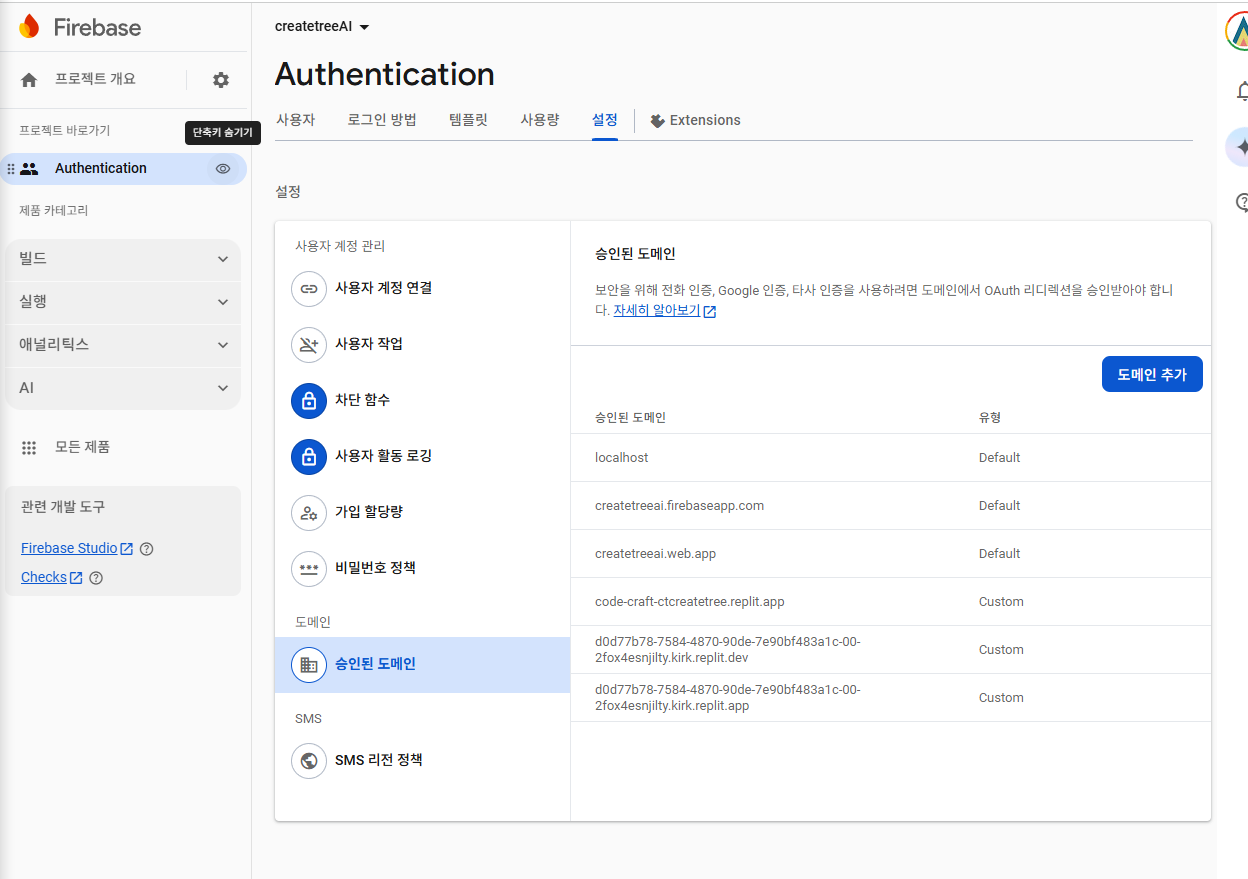 Firebase
createtreeAI
프로젝트 개요
Authentication
사용자
로그인 방법
템플릿
사용량
설정
Extensions
프로젝트 바로가기
단축키 숨기기
Authentication
제품 카테고리
빌드
실행
애널리틱스
AI
모든 제품
관련 개발 도구
Firebase Studio
Checks
설정
사용자 계정 관리
사용자 계정 연결
사용자 작업
차단 함수
사용자 활동 로깅
가입 할당량
비밀번호 정책
도메인
승인된 도메인
SMS
SMS 리전 정책
승인된 도메인
보안을 위해 전화 인증, Google 인증, 타사 인증을 사용하려면 도메인에서 OAuth 리디렉션을 승인받아야 합니
다. 자세히 알아보기
도메인 추가
승인된 도메인 유형
localhost Default
createtreeai.firebaseapp.com Default
createtreeai.web.app Default
code-craft-ctcreatetree.replit.app Custom
d0d77b78-7584-4870-90de-7e90bf483a1c-00-
2fox4esnjilty.kirk.replit.dev Custom
d0d77b78-7584-4870-90de-7e90bf483a1c-00-
2fox4esnjilty.kirk.replit.app Custom